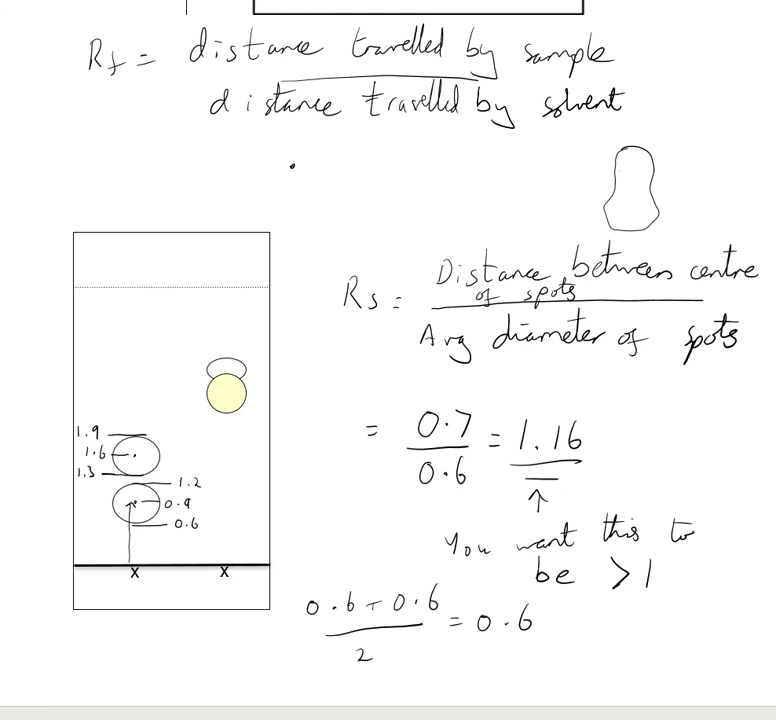 Rf = distance travelled by sample
distance travelled by solvent
Rs = Distance between centre
of spots
Avg diameter of spots
= 0.7 = 1.16
0.6
↑
You want this to
be >1
1.9
1.6
1.3
1.2
0.9
0.6
x x
0.6 + 0.6 = 0.6
2